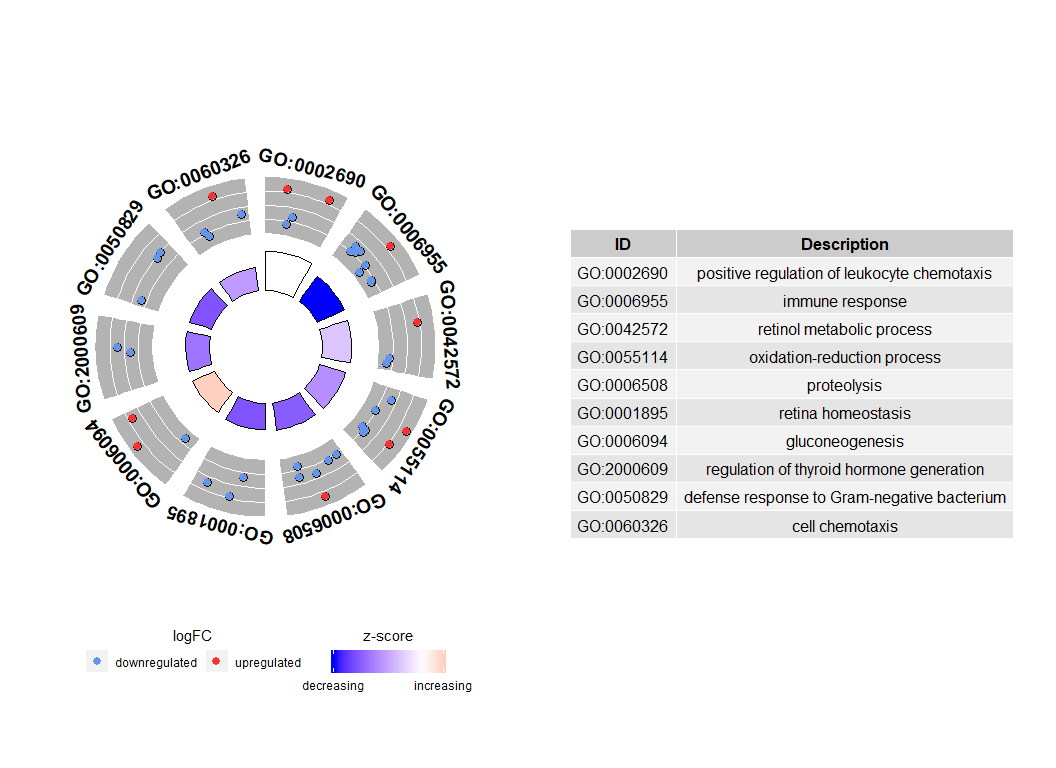 GO:0002690
GO:0006955
GO:0042572
GO:0055114
GO:0006508
GO:0001895
GO:0006094
GO:2000609
GO:0050829
GO:0060326
ID Description
GO:0002690 positive regulation of leukocyte chemotaxis
GO:0006955 immune response
GO:0042572 retinol metabolic process
GO:0055114 oxidation-reduction process
GO:0006508 proteolysis
GO:0001895 retina homeostasis
GO:0006094 gluconeogenesis
GO:2000609 regulation of thyroid hormone generation
GO:0050829 defense response to Gram-negative bacterium
GO:0060326 cell chemotaxis
logFC
downregulated upregulated
z-score
decreasing increasing